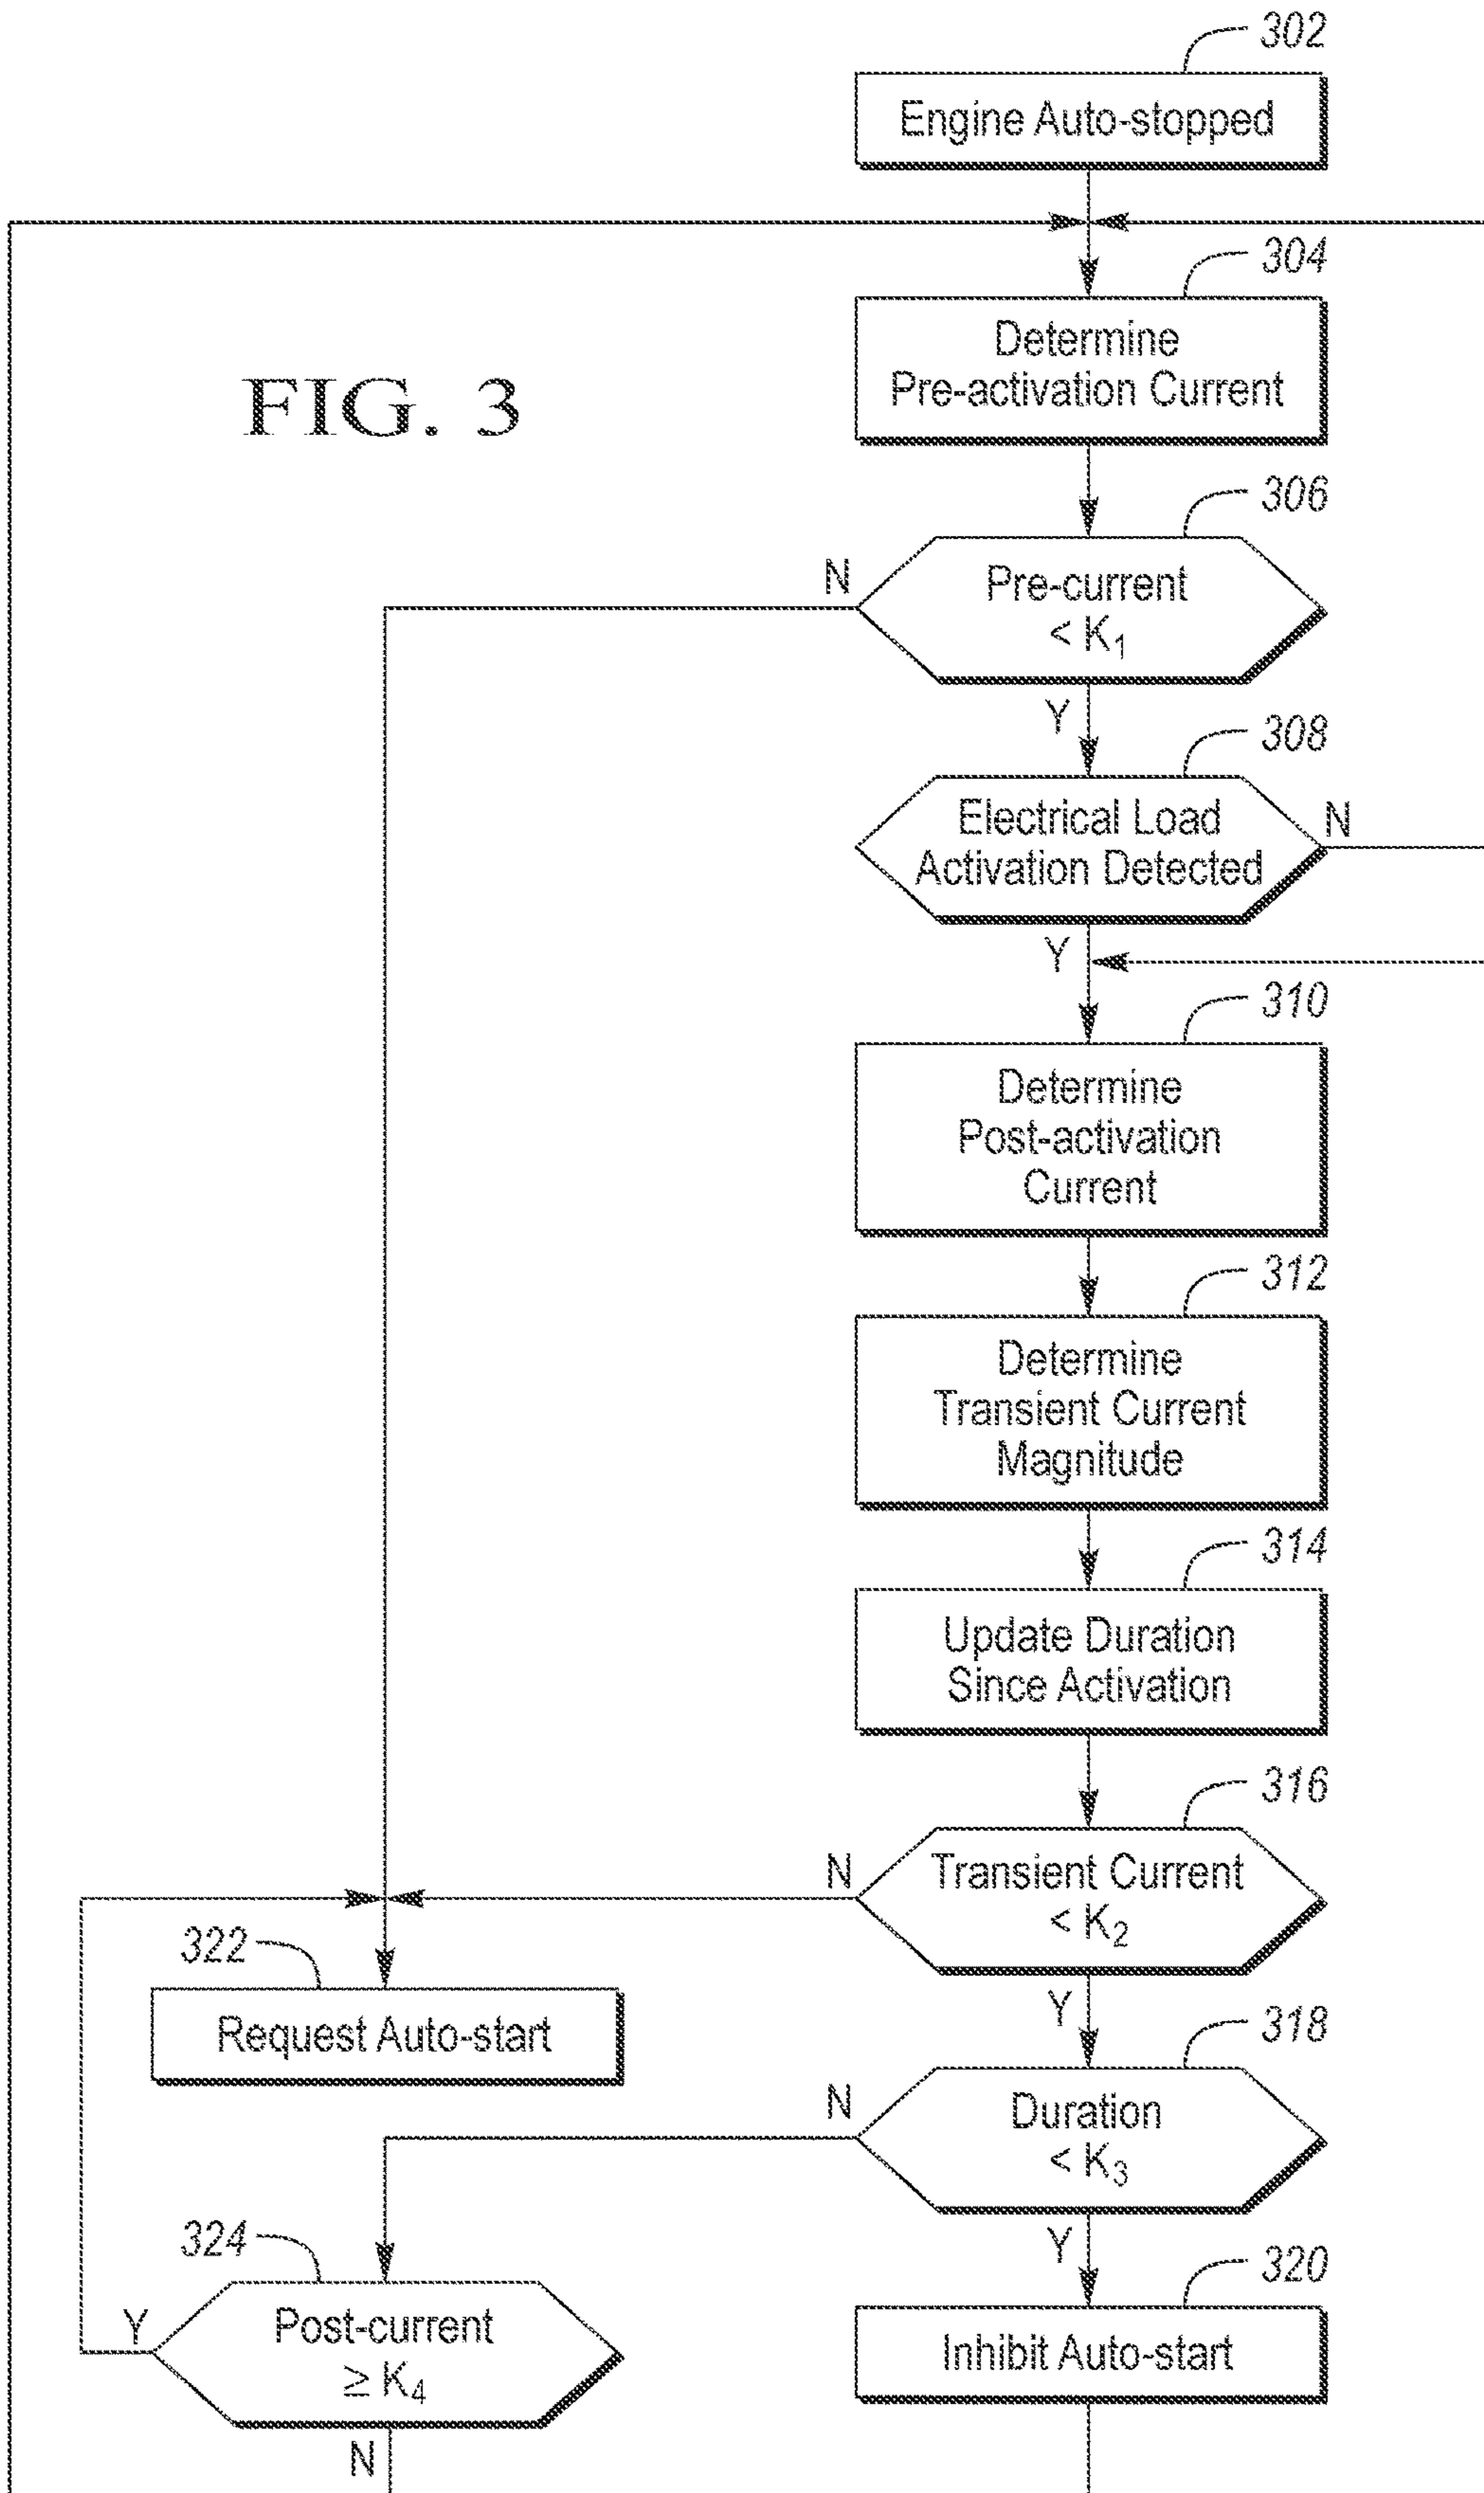 302
Engine Auto-stopped
304
Determine
Pre-activation Current
FIG. 3
306
N
Pre-current
< K₁
Y
308
Electrical Load
Activation Detected
N
Y
310
Determine
Post-activation
Current
312
Determine
Transient Current
Magnitude
314
Update Duration
Since Activation
316
N
Transient Current
< K₂
322
Request Auto-start
Y
318
N
Duration
< K₃
324
Y
320
Y
Post-current
≥ K₄
Inhibit Auto-start
N